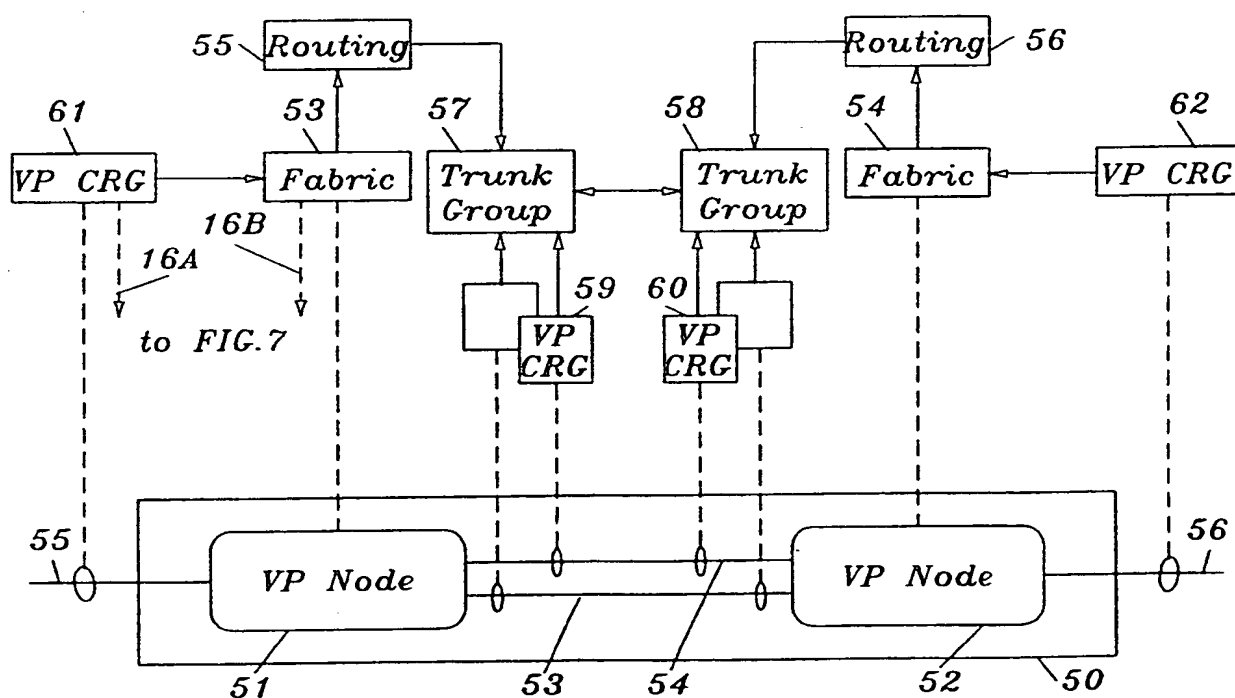 55
Routing
Routing
56
61
53
57
58
54
62
VP CRG
Fabric
Trunk
Group
Trunk
Group
Fabric
VP CRG
16B
16A
59
60
to FIG.7
VP
CRG
VP
CRG
55
VP Node
VP Node
56
51
53
54
52
50